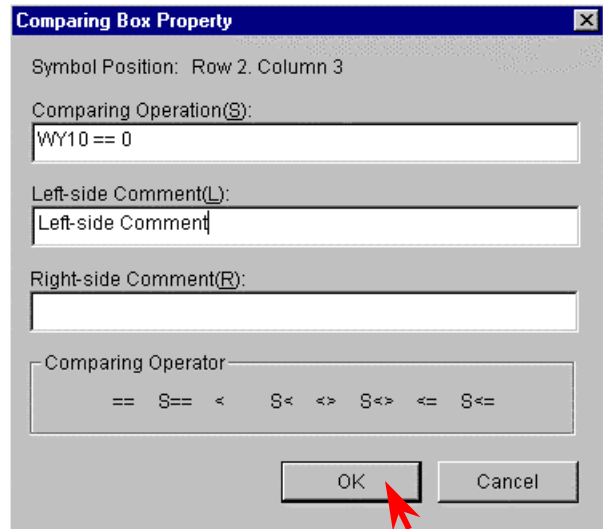 Comparing Box Property
Symbol Position: Row 2. Column 3
Comparing Operation(S):
WY10 == 0
Left-side Comment(L):
Left-side Comment
Right-side Comment(R):
Comparing Operator
== S== < S< <> S<> <= S<=
OK Cancel